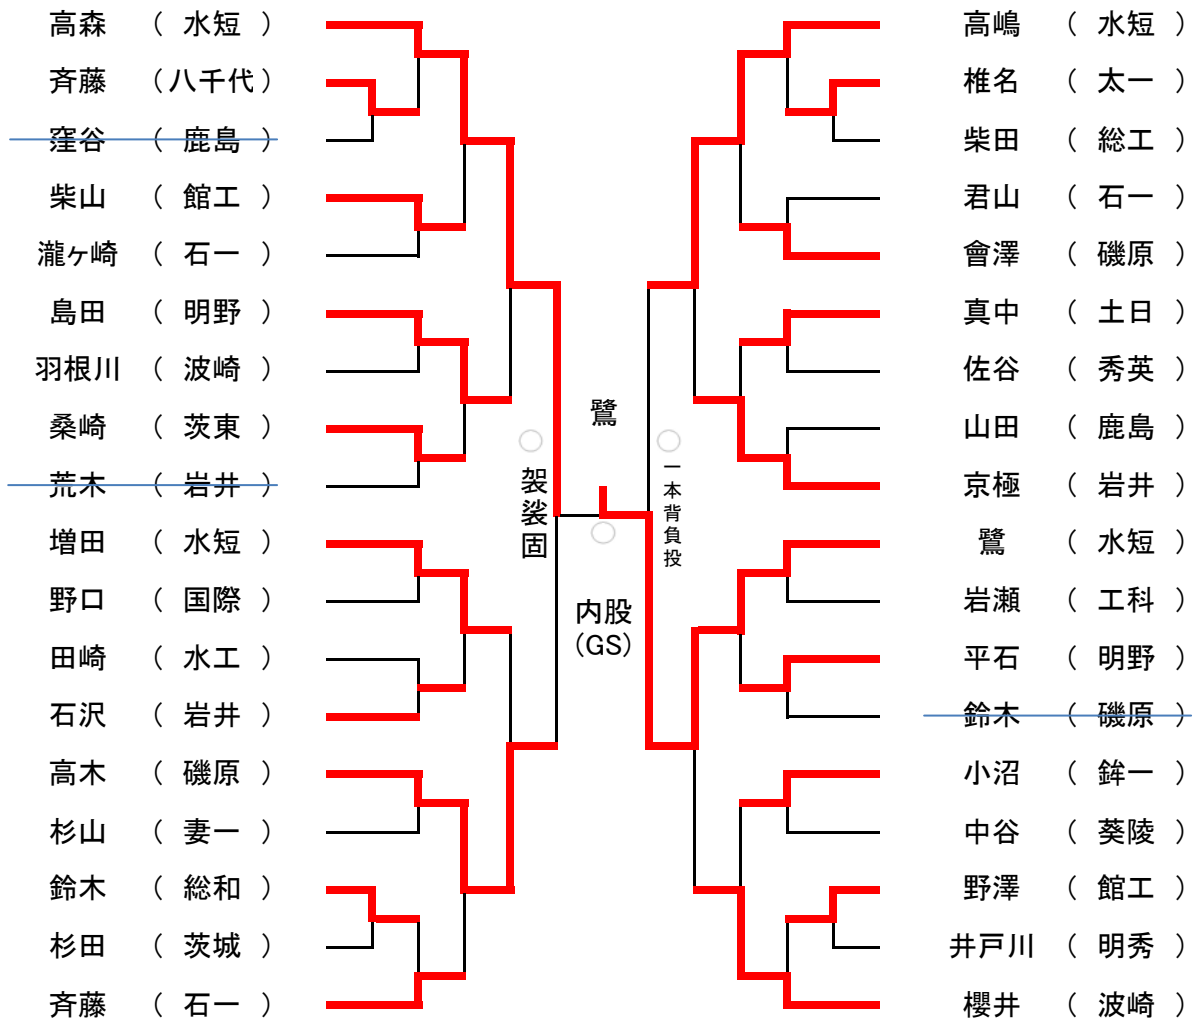 高森 （ 水短 ）
斉藤 （ 八千代 ）
窪谷 （ 鹿島 ）
柴山 （ 館工 ）
瀧ヶ崎 （ 石一 ）
島田 （ 明野 ）
羽根川 （ 波崎 ）
桑崎 （ 茨東 ）
荒木 （ 岩井 ）
増田 （ 水短 ）
野口 （ 国際 ）
田崎 （ 水工 ）
石沢 （ 岩井 ）
高木 （ 磯原 ）
杉山 （ 妻一 ）
鈴木 （ 総和 ）
杉田 （ 茨城 ）
斉藤 （ 石一 ）
鷺
袈裟固
一本背負投
内股
（GS）
高嶋 （ 水短 ）
椎名 （ 太一 ）
柴田 （ 総工 ）
君山 （ 石一 ）
會澤 （ 磯原 ）
真中 （ 土日 ）
佐谷 （ 秀英 ）
山田 （ 鹿島 ）
京極 （ 岩井 ）
鷺 （ 水短 ）
岩瀬 （ 工科 ）
平石 （ 明野 ）
鈴木 （ 磯原 ）
小沼 （ 鉾一 ）
中谷 （ 葵陵 ）
野澤 （ 館工 ）
井戸川 （ 明秀 ）
櫻井 （ 波崎 ）